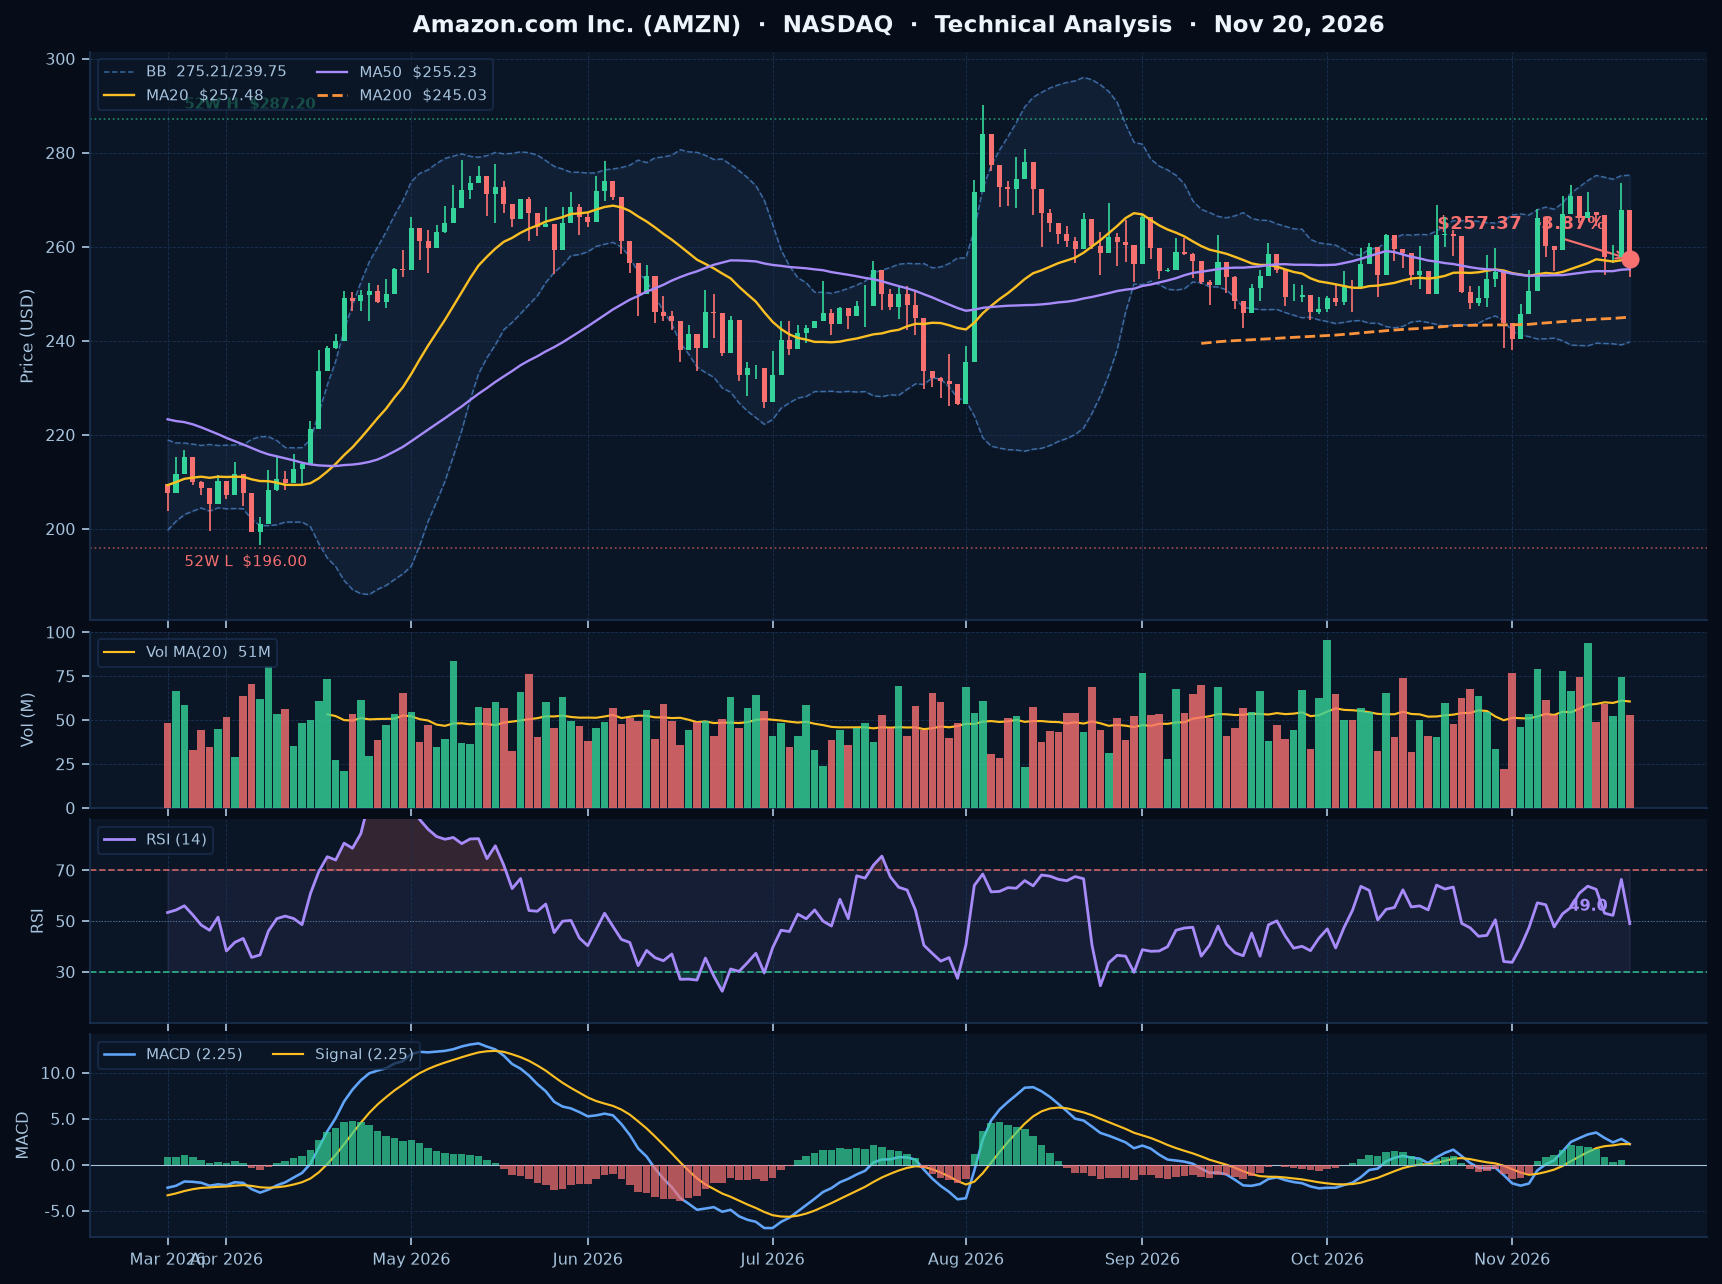 Amazon.com Inc. (AMZN)  ·  NASDAQ  ·  Technical Analysis  ·  Nov 20, 2026
BB  275.21/239.75
MA20  $257.48
MA50  $255.23
MA200  $245.03
52W H  $287.20
$257.37  -3.87%
52W L  $196.00
Price (USD)
300
280
260
240
220
200
Vol MA(20)  51M
Vol (M)
100
75
50
25
0
RSI (14)
RSI
70
50
30
49.0
MACD (2.25)
Signal (2.25)
MACD
10.0
5.0
0.0
-5.0
Mar 2026
Apr 2026
May 2026
Jun 2026
Jul 2026
Aug 2026
Sep 2026
Oct 2026
Nov 2026